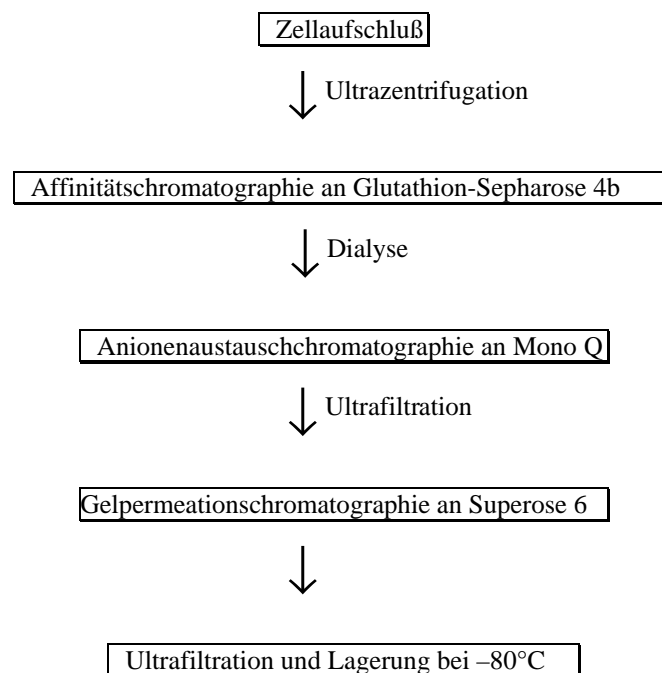 Zellaufschluß
Ultrazentrifugation
Affinitätschromatographie an Glutathion-Sepharose 4b
Dialyse
Anionenaustauschchromatographie an Mono Q
Ultrafiltration
Gelpermeationschromatographie an Superose 6
Ultrafiltration und Lagerung bei –80°C